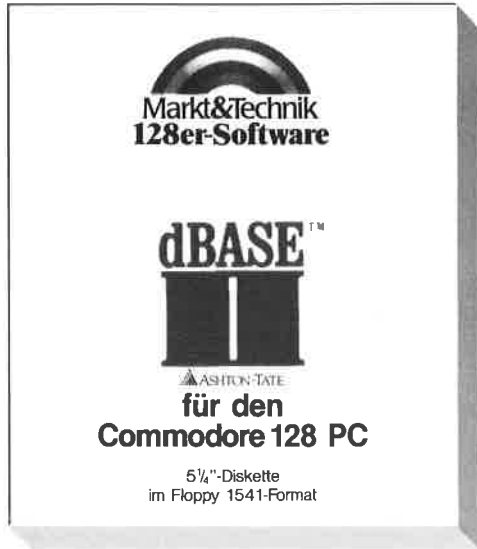 Markt&Technik
128er-Software
dBASE™
II
ASHTON-TATE
für den
Commodore 128 PC
5¼"-Diskette
im Floppy 1541-Format